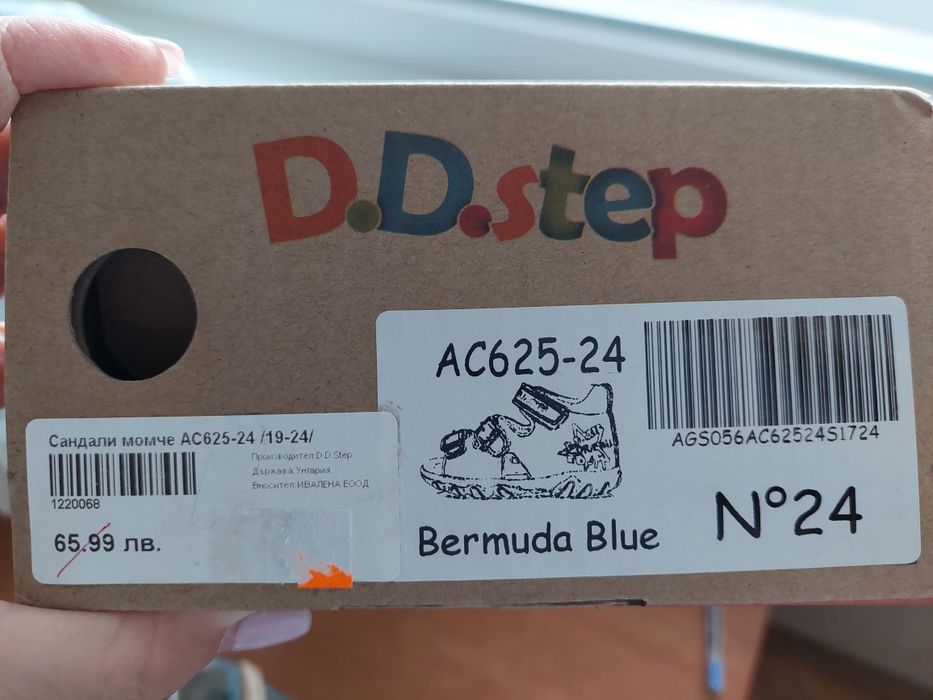 D.D.step
AC625-24
AGS056AC62524S1724
Bermuda Blue
N°24
Сандали момче AC625-24 /19-24/
Производител:D.D.Step
Държава Унгария
Вносител:ИВАЛЕНА ЕООД
1220068
65.99 лв.